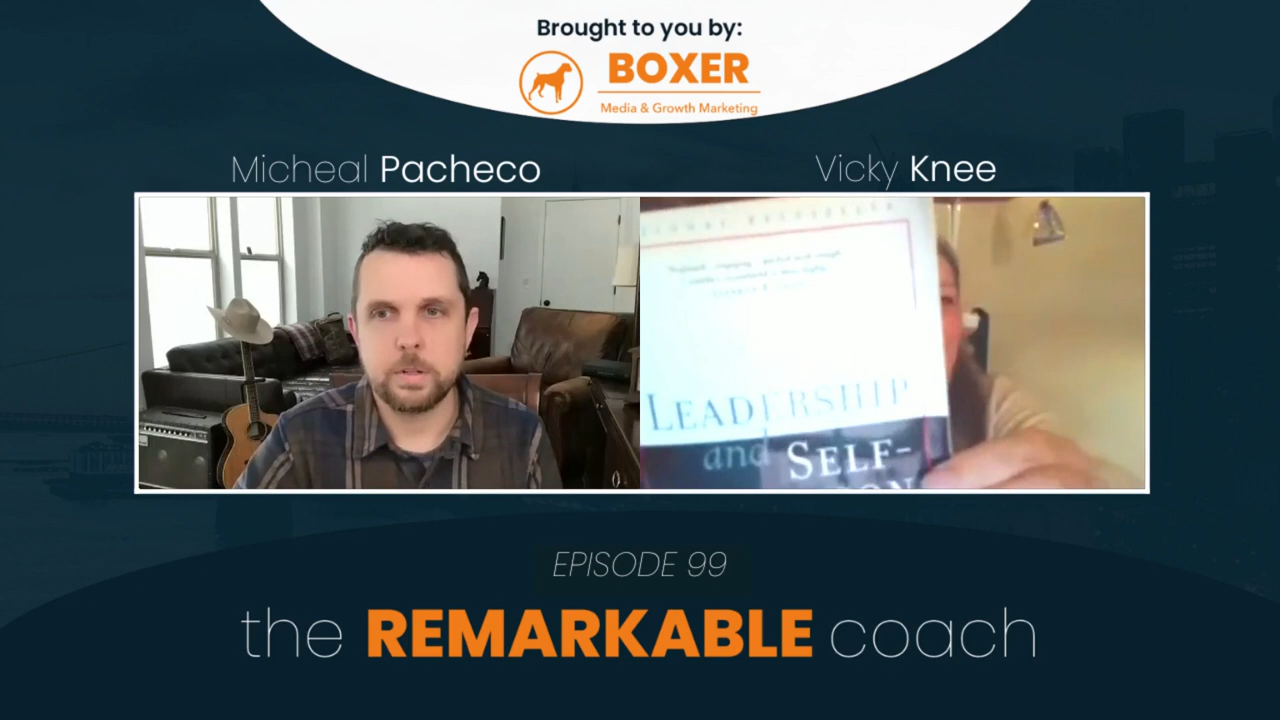 Brought to you by:
BOXER
Media & Growth Marketing
Micheal Pacheco
Vicky Knee
LEADERSHIP
and SELF-
EPISODE 99
the REMARKABLE coach